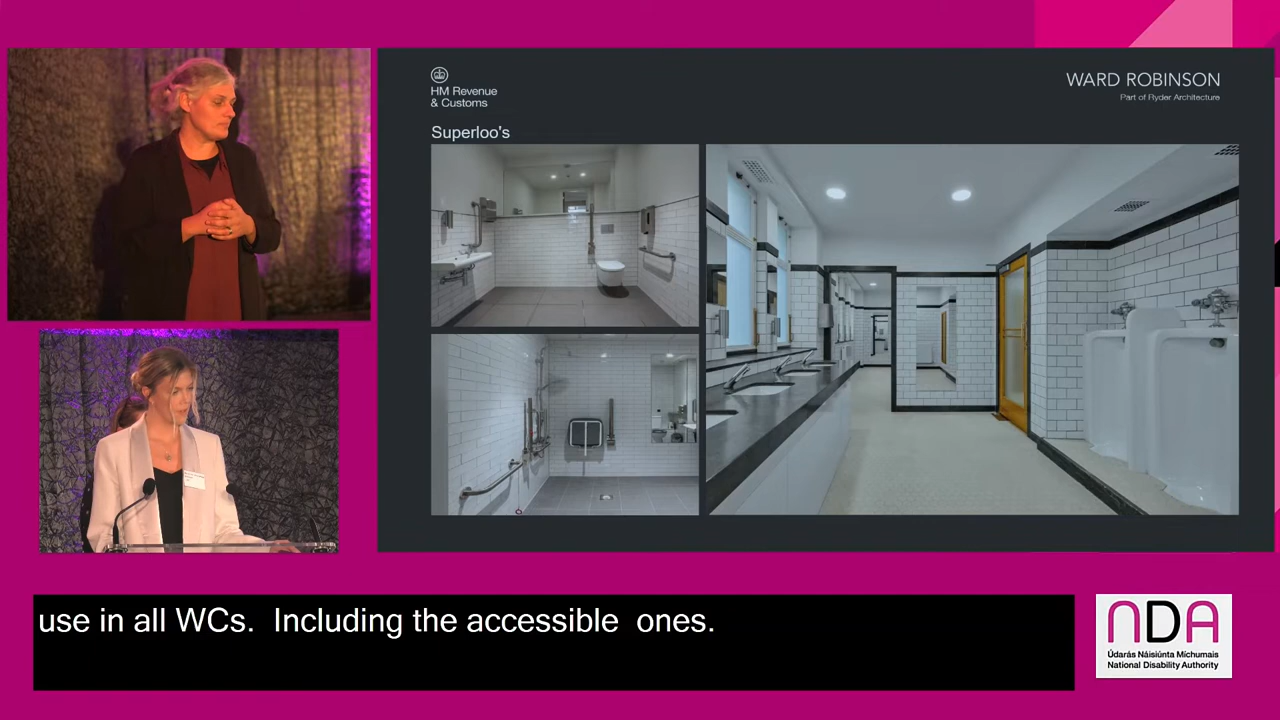 HM Revenue
& Customs
WARD ROBINSON
Part of Ryder Architecture
Superloo's
use in all WCs.  Including the accessible  ones.
NDA
Údarás Náisiúnta Míchumais
National Disability Authority